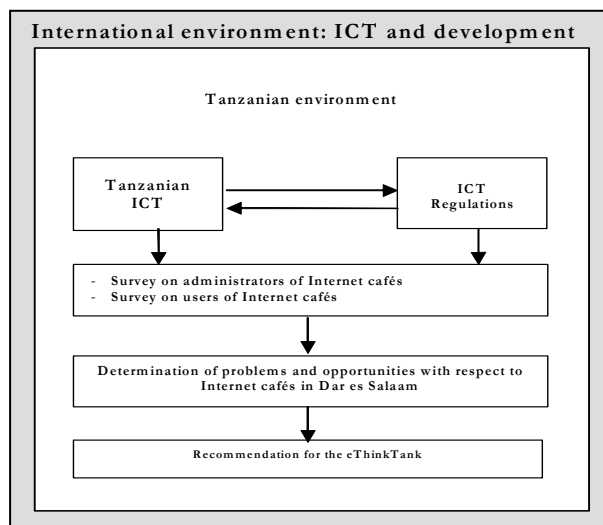 International environment: ICT and development
Tanzanian environment
Tanzanian
ICT
ICT
Regulations
- Survey on administrators of Internet cafés
- Survey on users of Internet cafés
Determination of problems and opportunities with respect to
Internet cafés in Dar es Salaam
Recommendation for the eThinkTank